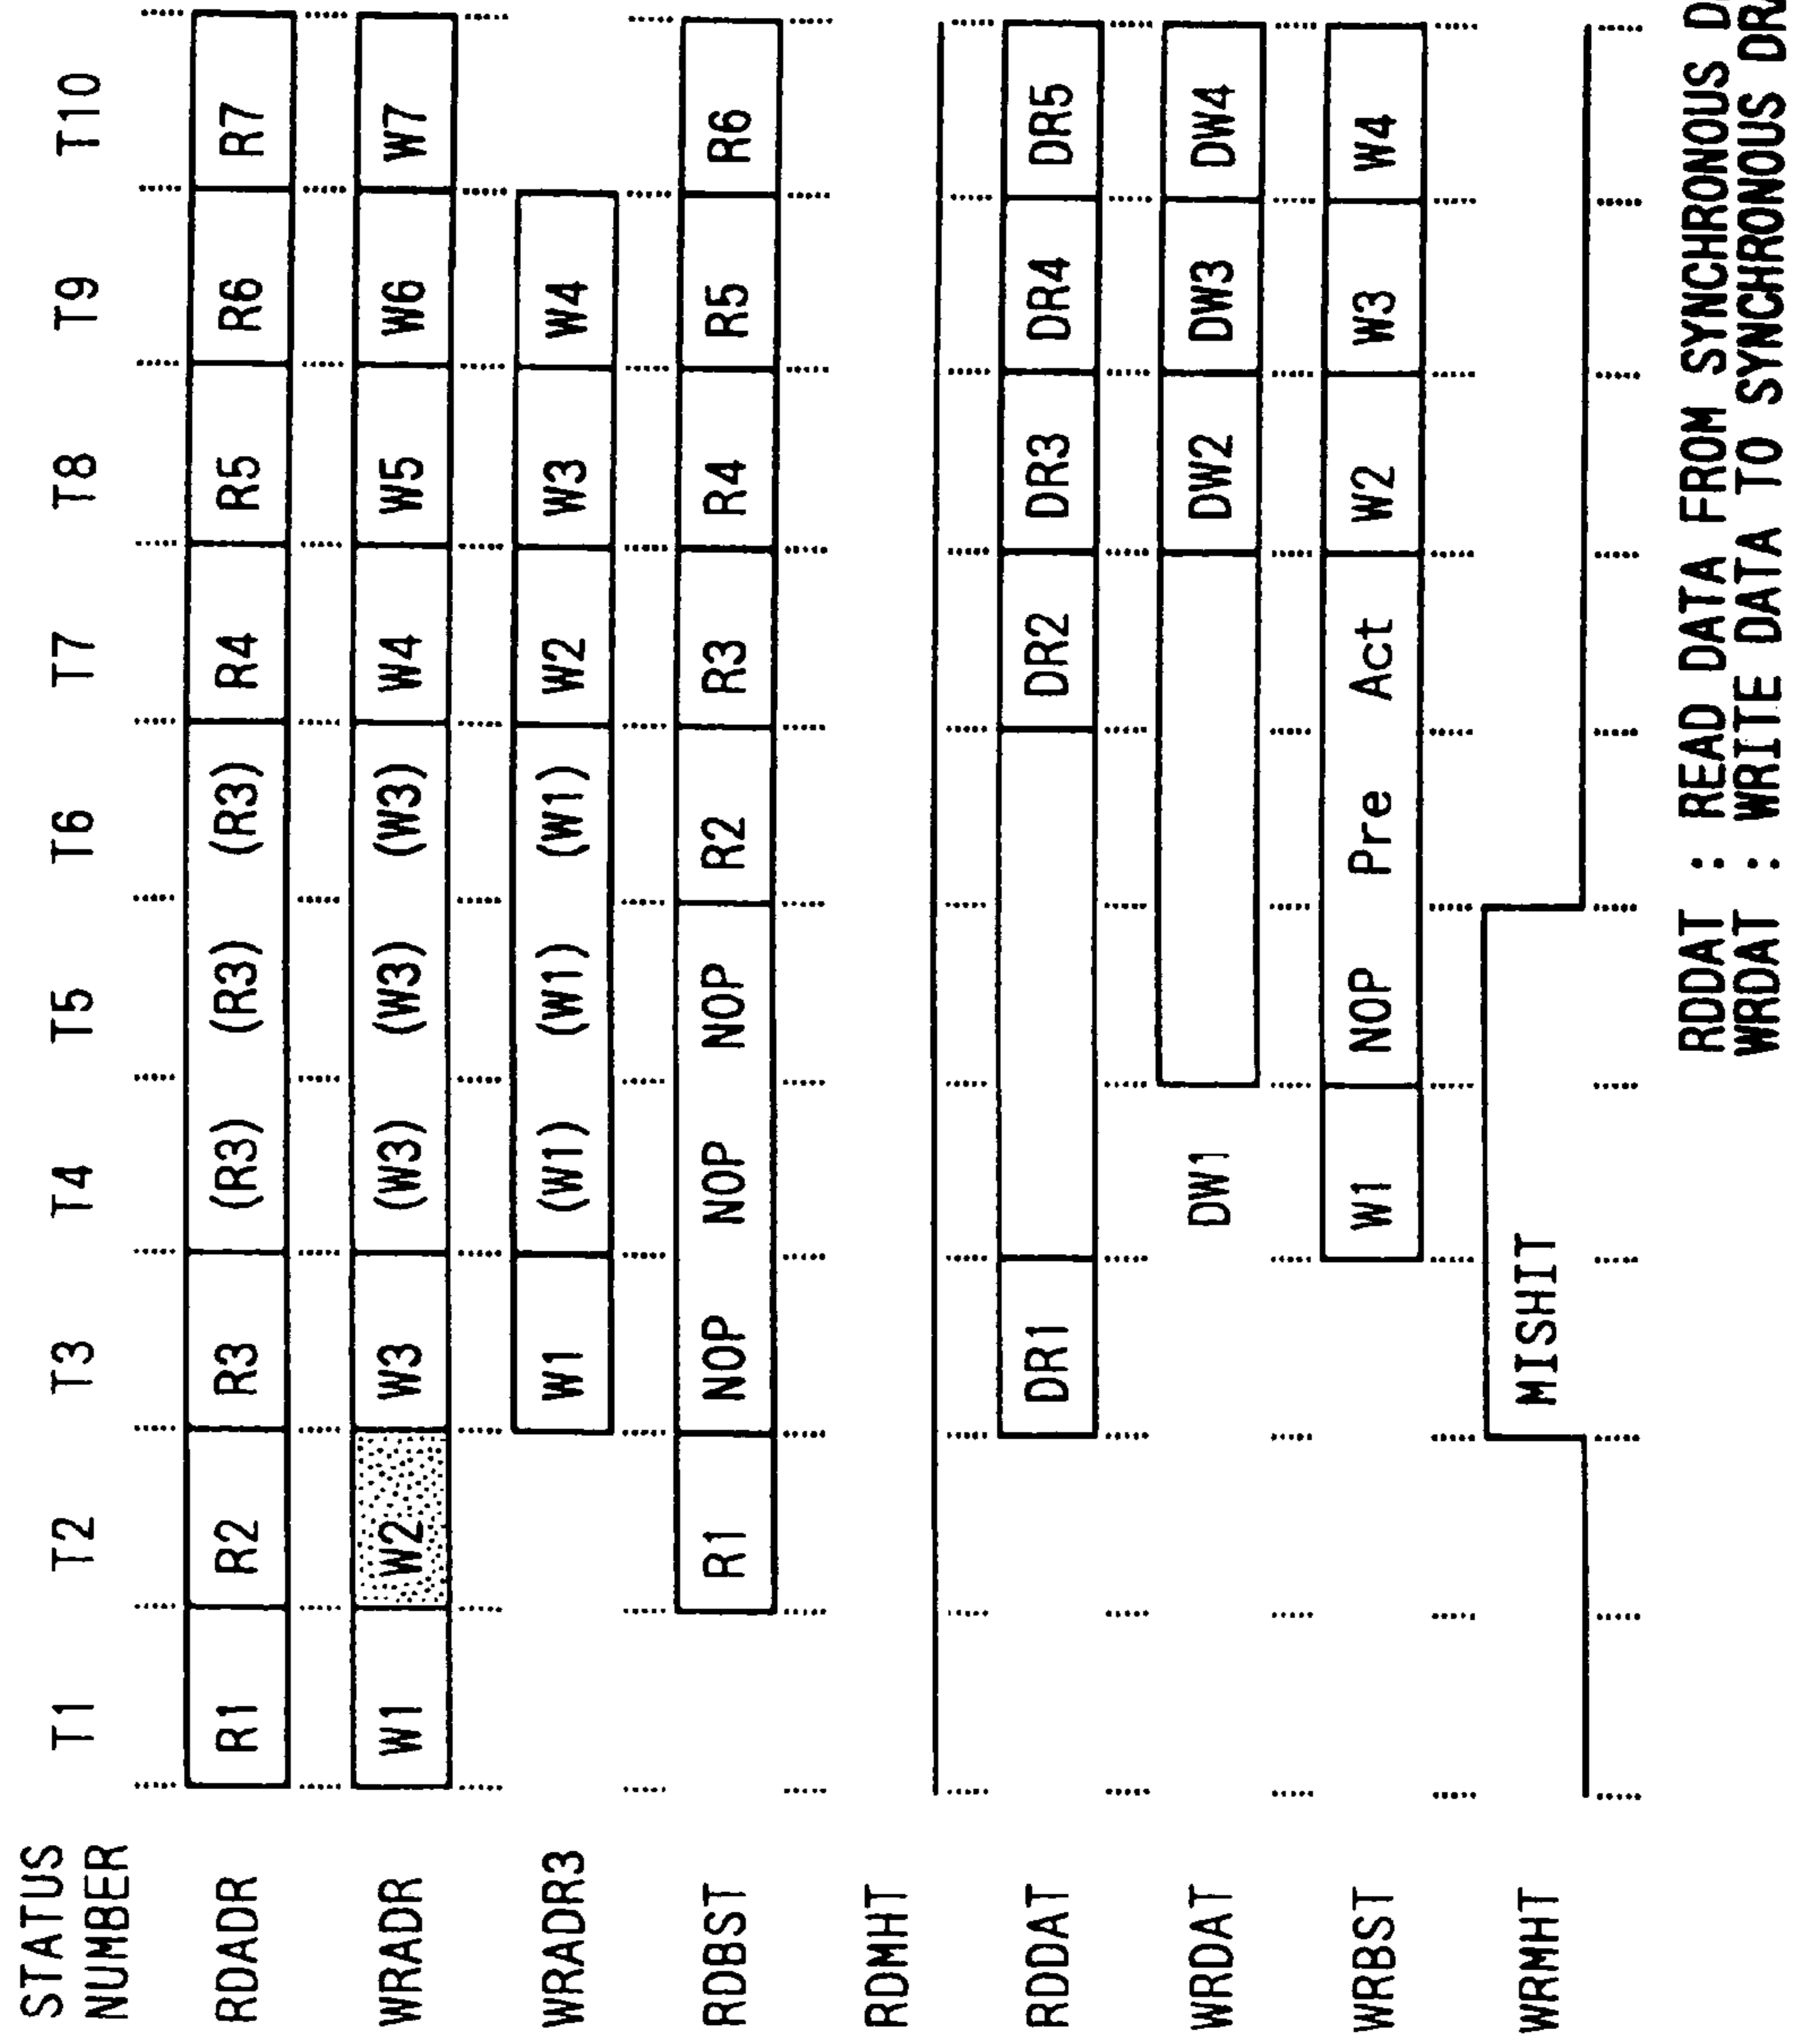 STATUS NUMBER T1 T2 T3 T4 T5 T6 T7 T8 T9 T10
RDADR R1 R2 R3 (R3) (R3) (R3) R4 R5 R6 R7
WRADR W1 W2 W3 (W3) (W3) (W3) W4 W5 W6 W7
WRADR3 W1 (W1) (W1) (W1) W2 W3 W4
RDBST R1 NOP NOP NOP R2 R3 R4 R5 R6
RDMHT
RDDAT DR1 DR2 DR3 DR4 DR5
WRDAT DW1 DW2 DW3 DW4
WRBST W1 NOP Pre Act W2 W3 W4
WRMHT MISHIT
RDDAT : READ DATA FROM SYNCHRONOUS
WRDAT : WRITE DATA TO SYNCHRONOUS